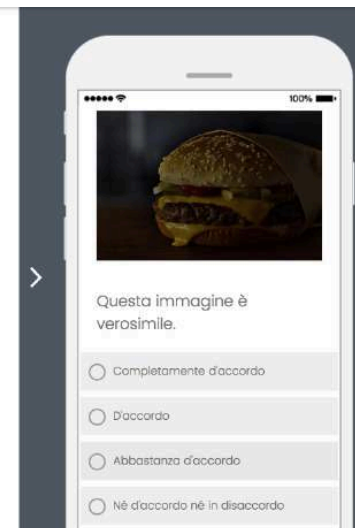 100%
Questa immagine è
verosimile.
Completamente d'accordo
D'accordo
Abbastanza d'accordo
Né d'accordo né in disaccordo